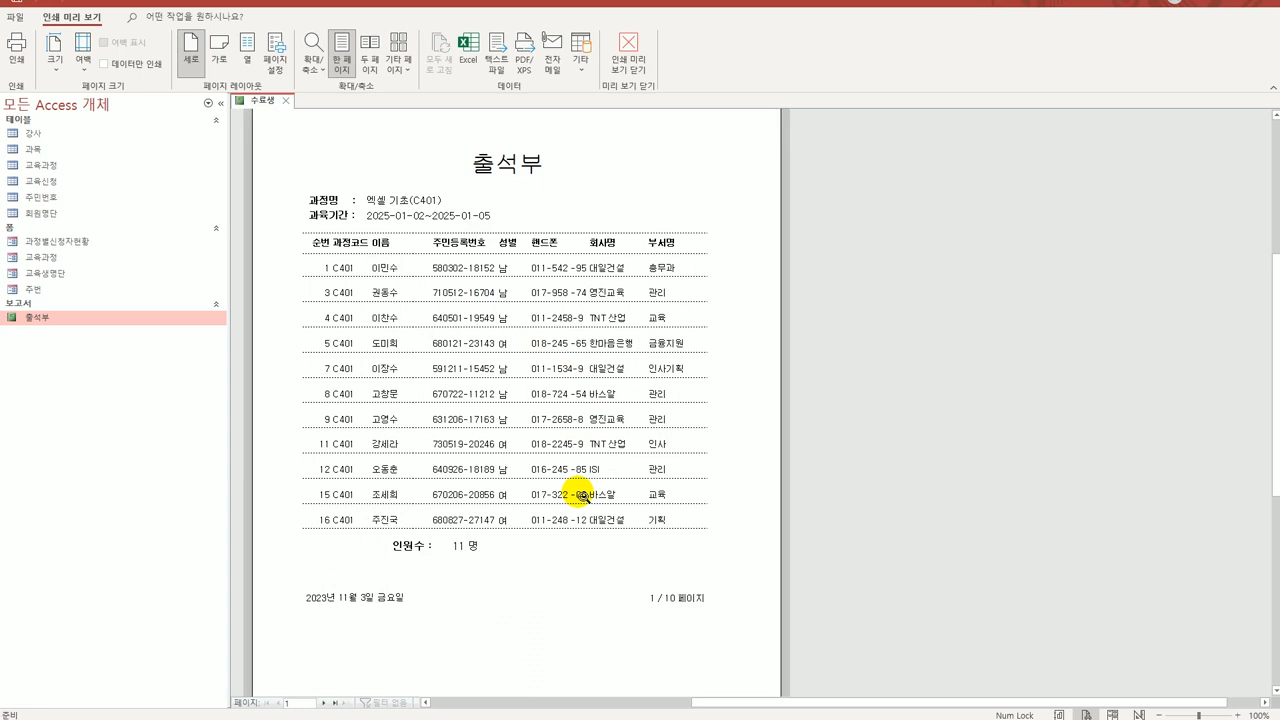 파일
인쇄 미리 보기
어떤 작업을 원하시나요?
인쇄
크기
여백
여백 표시
데이터만 인쇄
세로
가로
열
페이지 설정
확대/축소
한 페이지
두 페이지
기타 페이지
모두 새로 고침
Excel
텍스트 파일
PDF/XPS
전자 메일
기타
인쇄 미리 보기 닫기
인쇄
페이지 크기
페이지 레이아웃
확대/축소
데이터
미리 보기 닫기
모든 Access 개체
테이블
강사
과목
교육과정
교육신청
주민번호
회원명단
폼
과정별신청자현황
교육과정
교육생명단
주번
보고서
출석부
수료생
출석부
과정명 : 엑셀 기초(C401)
과육기간 : 2025-01-02~2025-01-05
순번 과정코드 이름 주민등록번호 성별 핸드폰 회사명 부서명
1 C401 이민수 580302-18152 남 011-542 -95 대일건설 총무과
3 C401 권동수 710512-16704 남 017-958 -74 명진교육 관리
4 C401 이찬수 640501-19549 남 011-2458-9 TNT 산업 교육
5 C401 도미희 680121-23143 여 018-245 -65 한마음은행 금융지원
7 C401 이장수 591211-15452 남 011-1534-9 대일건설 인사기획
8 C401 고창문 670722-11212 남 018-724 -54 바스알 관리
9 C401 고영수 631206-17163 남 017-2658-8 명진교육 관리
11 C401 강세라 730519-20246 여 018-2245-9 TNT 산업 인사
12 C401 오동춘 640926-18189 남 016-245 -85 ISI 관리
15 C401 조세희 670206-20856 여 017-322 바스알 교육
16 C401 주진국 680827-27147 여 011-248 -12 대일건설 기획
인원수 : 11 명
2023년 11월 3일 금요일
1 / 10 페이지
페이지: 1
필터 없음
준비
Num Lock
100%